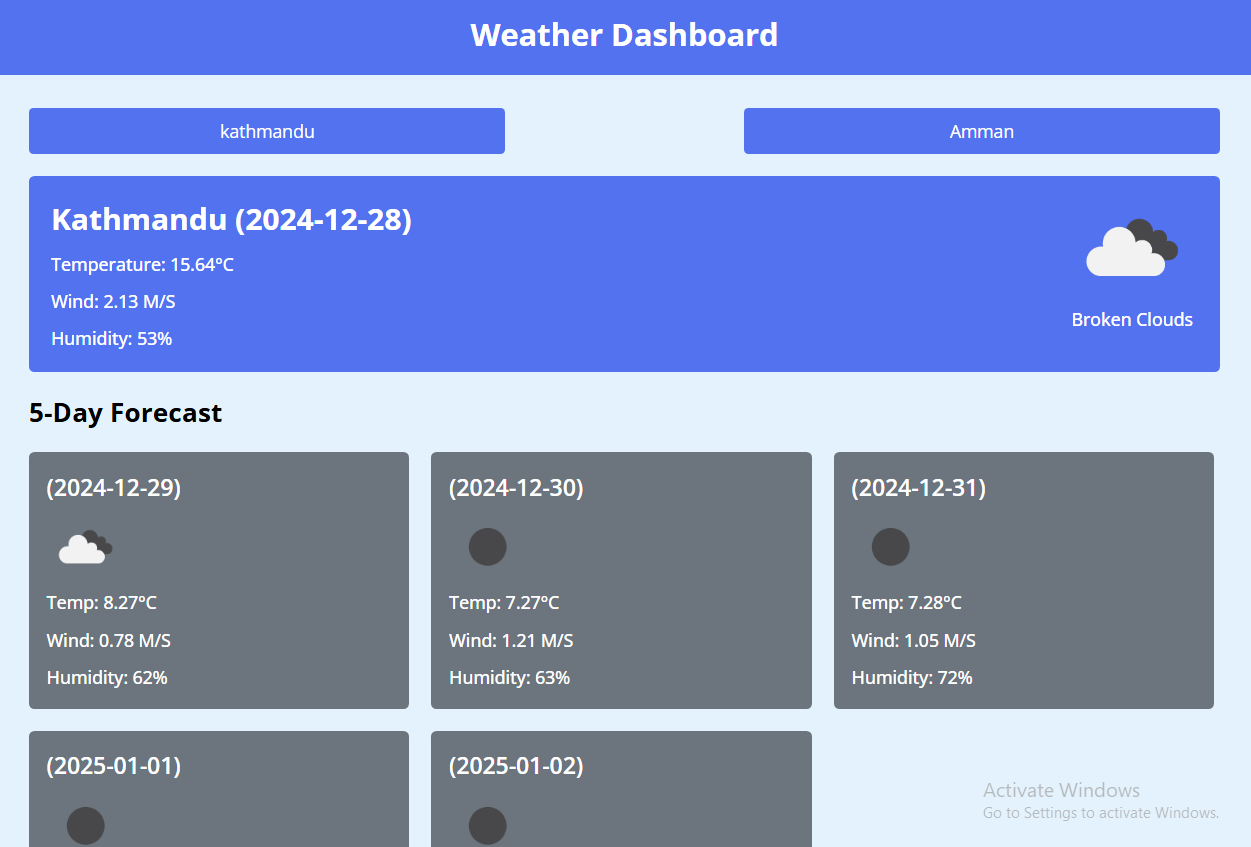 Weather Dashboard
kathmandu
Amman
Kathmandu (2024-12-28)
Temperature: 15.64°C
Wind: 2.13 M/S
Humidity: 53%
Broken Clouds
5-Day Forecast
(2024-12-29)
Temp: 8.27°C
Wind: 0.78 M/S
Humidity: 62%
(2024-12-30)
Temp: 7.27°C
Wind: 1.21 M/S
Humidity: 63%
(2024-12-31)
Temp: 7.28°C
Wind: 1.05 M/S
Humidity: 72%
(2025-01-01)
(2025-01-02)
Activate Windows
Go to Settings to activate Windows.